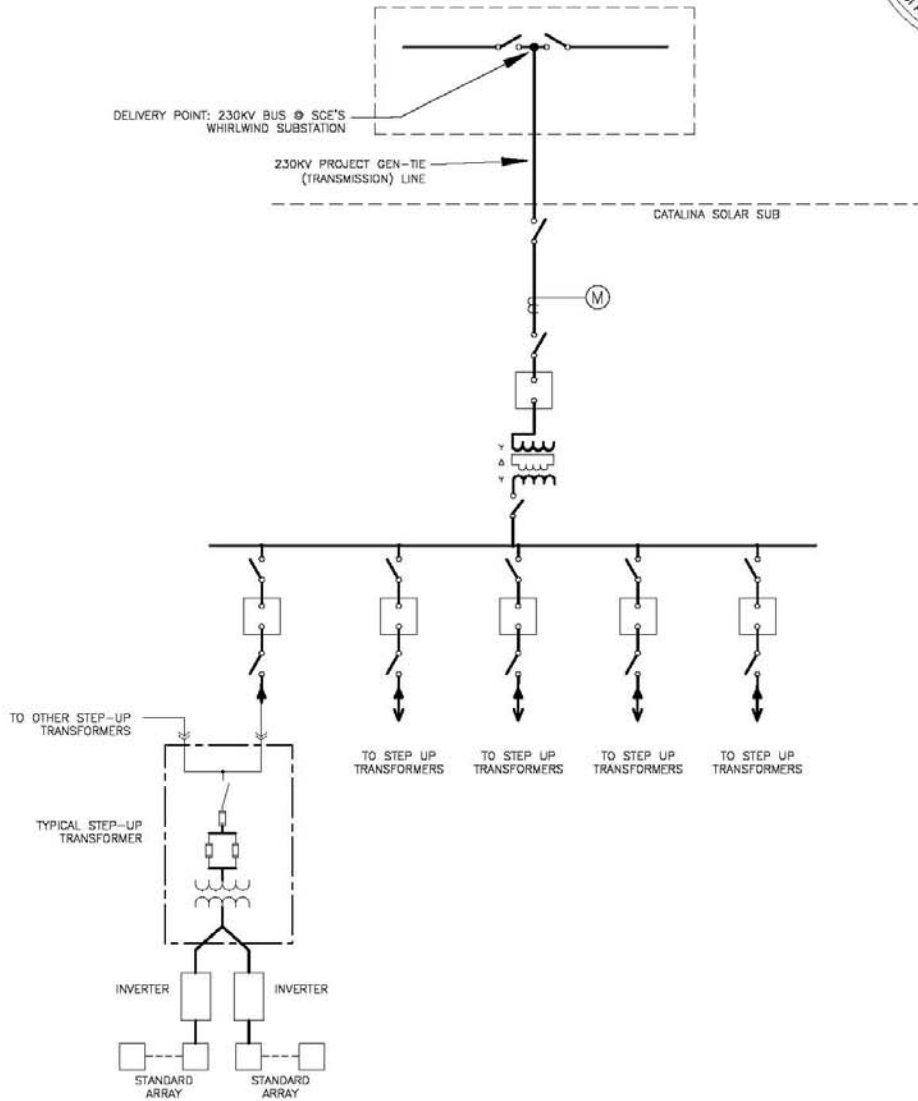 DELIVERY POINT: 230KV BUS @ SCE'S
WHIRLWIND SUBSTATION
230KV PROJECT GEN-TIE
(TRANSMISSION) LINE
CATALINA SOLAR SUB
M
Y
Δ
Y
TO OTHER STEP-UP
TRANSFORMERS
TO STEP UP
TRANSFORMERS
TO STEP UP
TRANSFORMERS
TO STEP UP
TRANSFORMERS
TO STEP UP
TRANSFORMERS
TYPICAL STEP-UP
TRANSFORMER
INVERTER
INVERTER
STANDARD
ARRAY
STANDARD
ARRAY